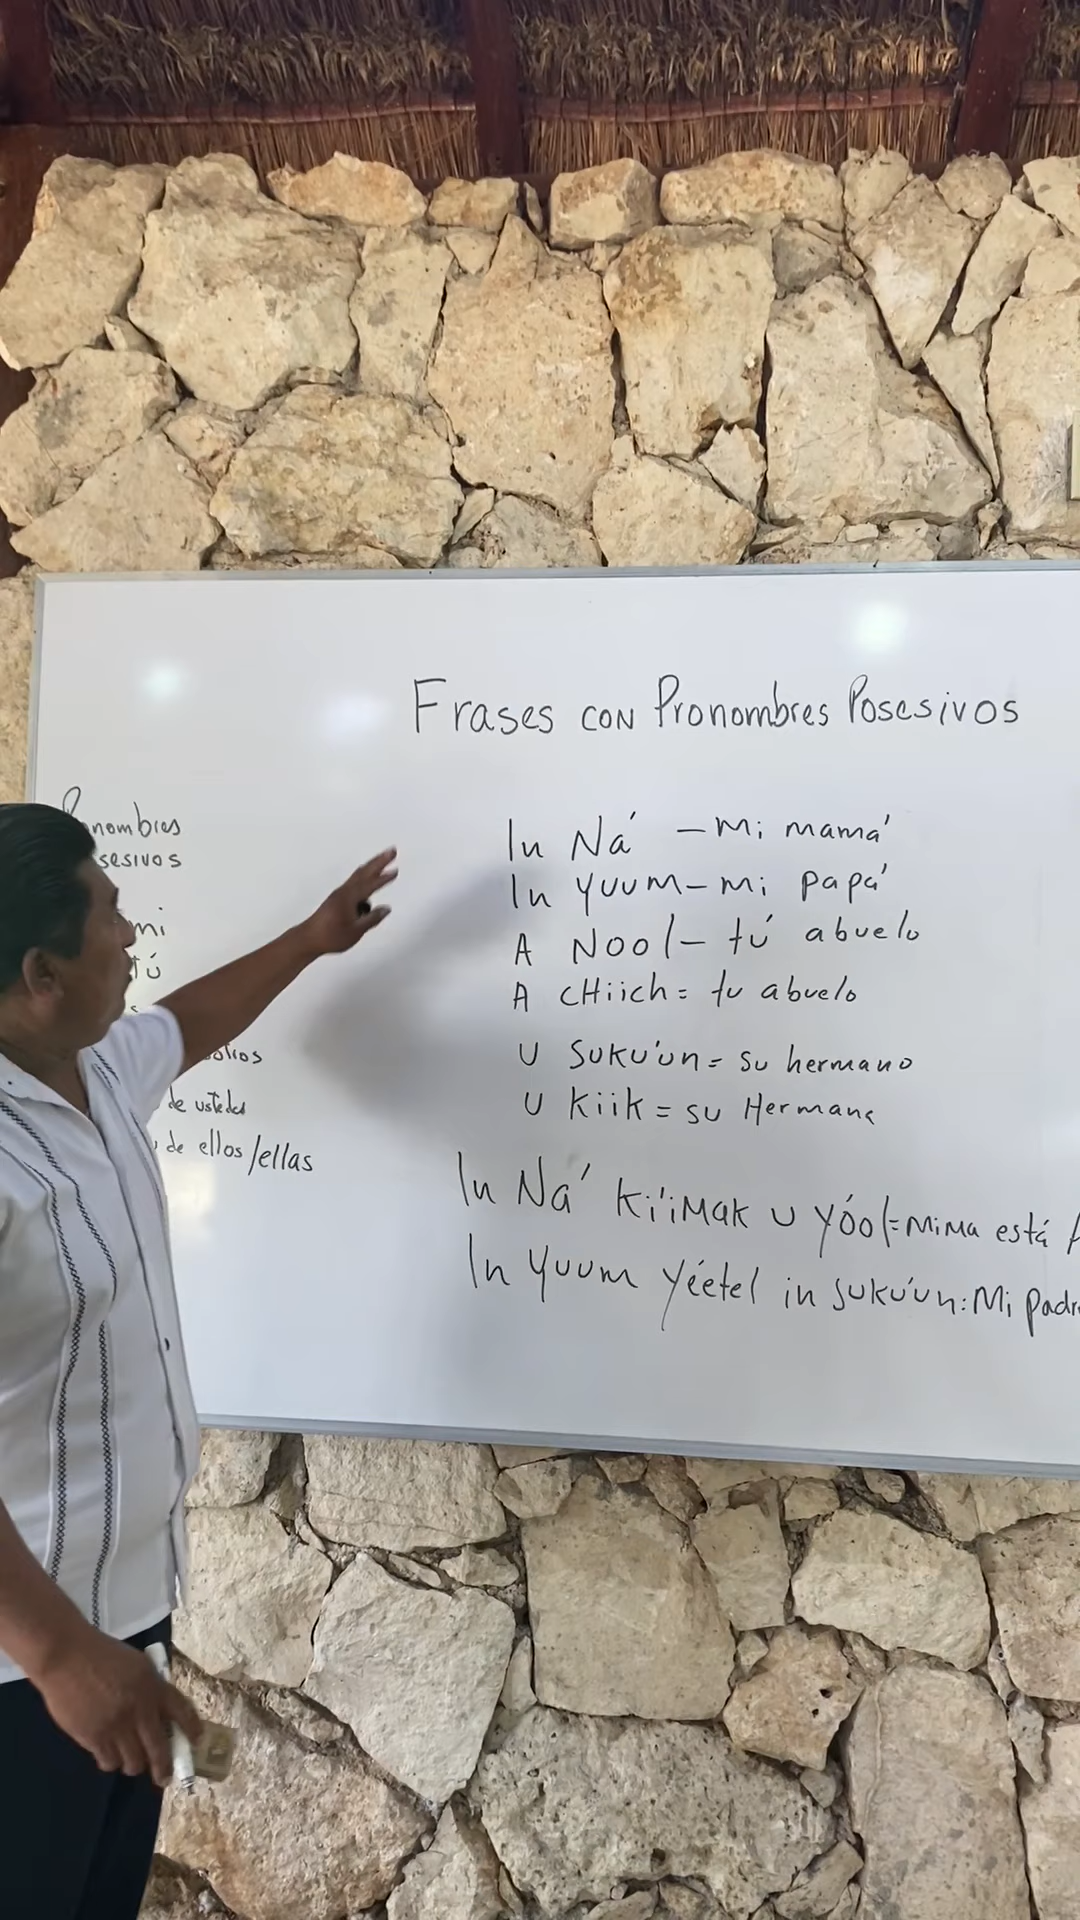 Frases con Pronombres Posesivos
nombres
sesivos
mi
tú
de ustedes
de ellos/ellas
In Ná – Mi mamá
In Yuum – mi papá
A Nool – tú abuelo
A CHiich = tu abuelo
U Suku'un = Su hermano
U Kiik = su Hermana
In Ná' Ki'iMak U Yóol = MiMa está
In Yuum Yéetel in Suku'un: Mi Padr